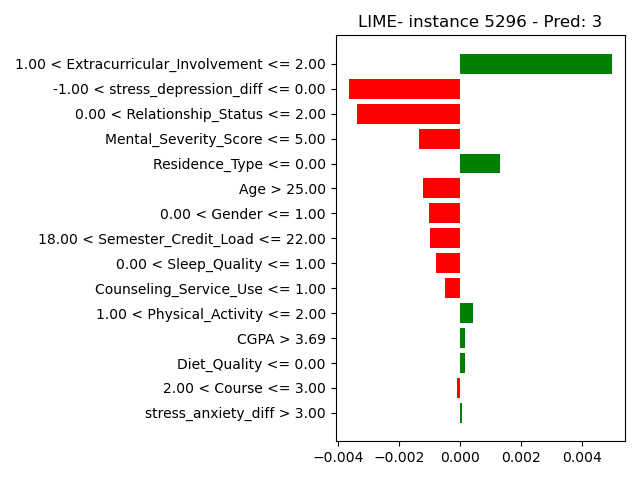 LIME- instance 5296 - Pred: 3
1.00 < Extracurricular_Involvement <= 2.00
-1.00 < stress_depression_diff <= 0.00
0.00 < Relationship_Status <= 2.00
Mental_Severity_Score <= 5.00
Residence_Type <= 0.00
Age > 25.00
0.00 < Gender <= 1.00
18.00 < Semester_Credit_Load <= 22.00
0.00 < Sleep_Quality <= 1.00
Counseling_Service_Use <= 1.00
1.00 < Physical_Activity <= 2.00
CGPA > 3.69
Diet_Quality <= 0.00
2.00 < Course <= 3.00
stress_anxiety_diff > 3.00
−0.004 −0.002 0.000 0.002 0.004